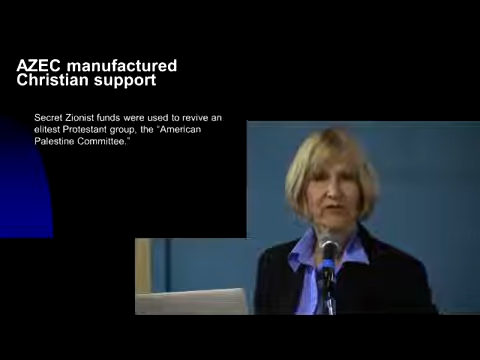 AZEC manufactured
Christian support
Secret Zionist funds were used to revive an
elitest Protestant group, the “American
Palestine Committee.”